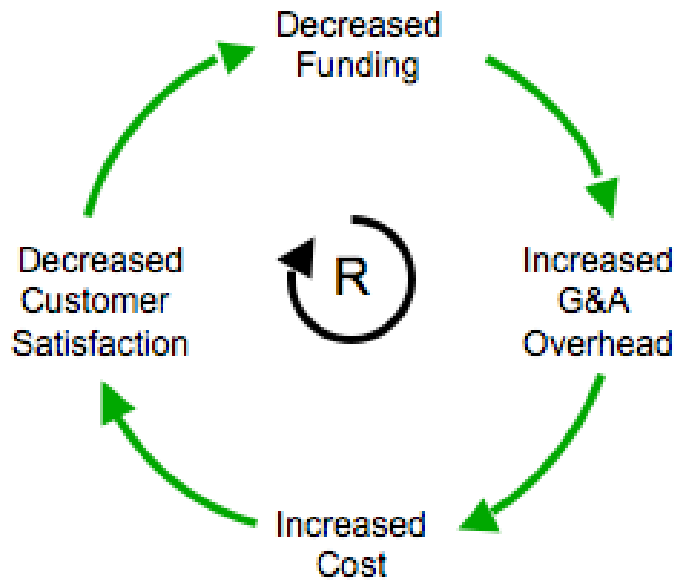 Decreased
Funding
Decreased
Customer
Satisfaction
R
Increased
G&A
Overhead
Increased
Cost